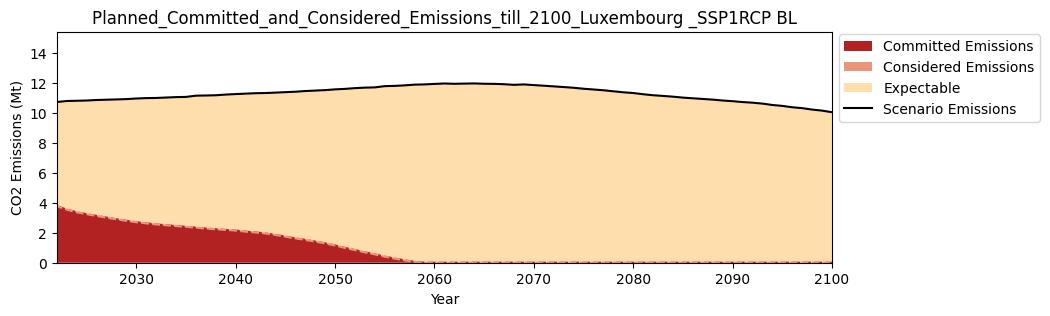 Planned_Committed_and_Considered_Emissions_till_2100_Luxembourg _SSP1RCP BL
CO2 Emissions (Mt)
14
12
10
8
6
4
2
0
2030
2040
2050
2060
2070
2080
2090
2100
Year
Committed Emissions
Considered Emissions
Expectable
Scenario Emissions